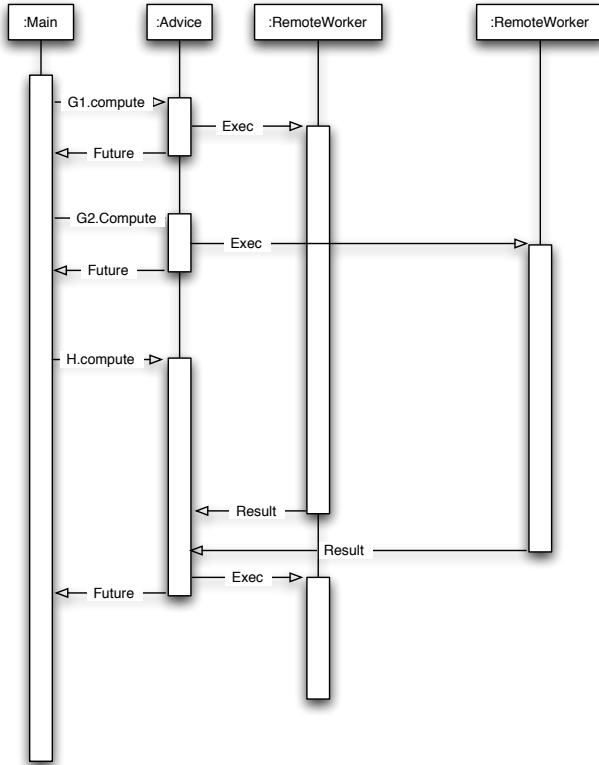 :Main
:Advice
:RemoteWorker
:RemoteWorker
G1.compute
Exec
Future
G2.Compute
Exec
Future
H.compute
Result
Result
Exec
Future